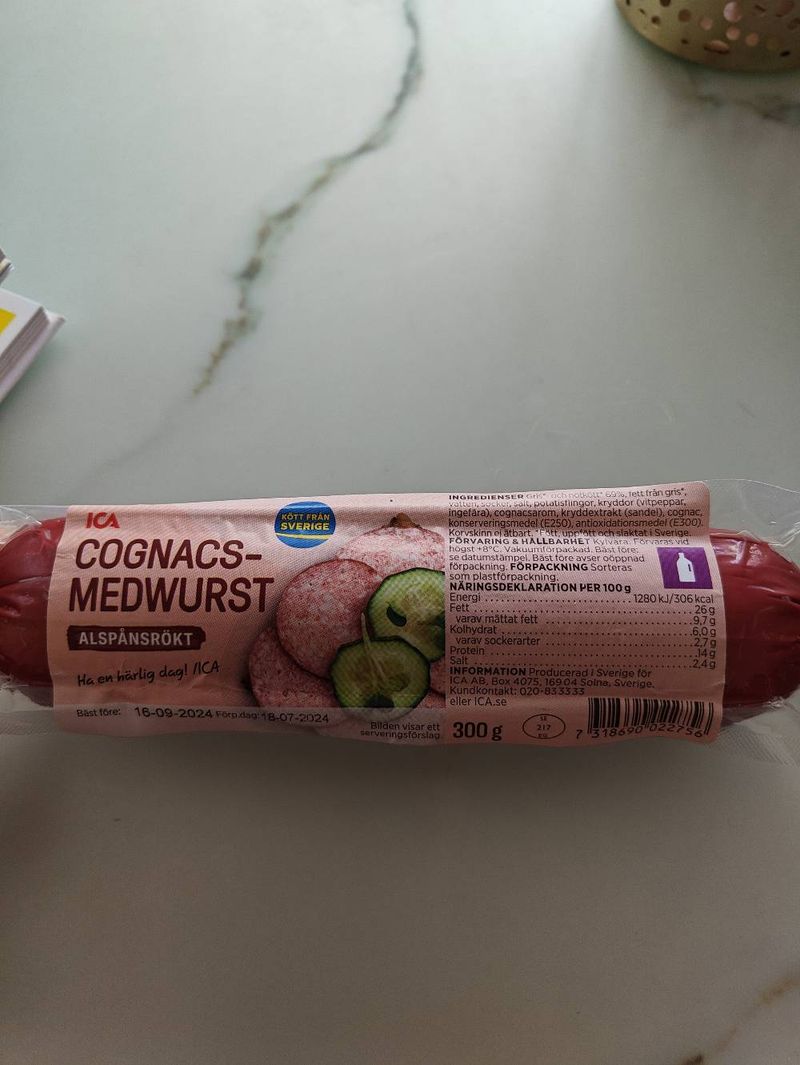 ICA
COGNACS-
MEDWURST
ALSPÅNSRÖKT
Ha en härlig dag! /ICA
KÖTT FRÅN
SVERIGE
Bäst före: 16-09-2024 Förp.dag: 18-07-2024
Bilden visar ett
serveringsförslag.
INGREDIENSER Gris* och nötkött* 69%, fett från gris*,
vatten, socker, salt, potatisflingor, kryddor (vitpeppar,
ingefära), cognacsarom, kryddextrakt (sandel), cognac,
konserveringsmedel (E250), antioxidationsmedel (E300).
Korvskinn ej ätbart. *Fött, uppfött och slaktat i Sverige.
FÖRVARING & HÅLLBARHET Kylvara. Förvaras vid
högst +8°C. Vakuumförpackad. Bäst före:
se datumstämpel. Bäst före avser oöppnad
förpackning. FÖRPACKNING Sorteras
som plastförpackning.
NÄRINGSDEKLARATION PER 100 g
Energi 1280 kJ/306 kcal
Fett 26 g
varav mättat fett 9,7 g
Kolhydrat 6,0 g
varav sockerarter 2,7 g
Protein 14 g
Salt 2,4 g
INFORMATION Producerad i Sverige för
ICA AB, Box 4075, 169 04 Solna, Sverige.
Kundkontakt: 020-83 33 33
eller ICA.se
300 g
SE
217
EG
7 318690 022756